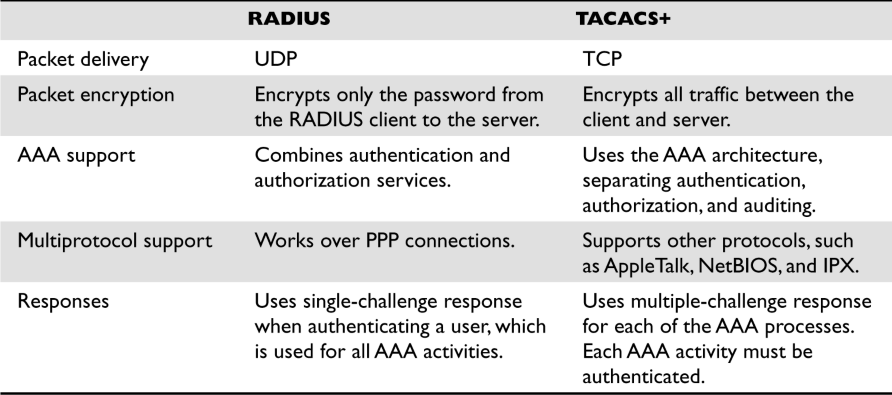 RADIUS TACACS+
Packet delivery UDP TCP
Packet encryption Encrypts only the password from Encrypts all traffic between the
the RADIUS client to the server. client and server.
AAA support Combines authentication and Uses the AAA architecture,
authorization services. separating authentication,
authorization, and auditing.
Multiprotocol support Works over PPP connections. Supports other protocols, such
as AppleTalk, NetBIOS, and IPX.
Responses Uses single-challenge response Uses multiple-challenge response
when authenticating a user, which for each of the AAA processes.
is used for all AAA activities. Each AAA activity must be
authenticated.